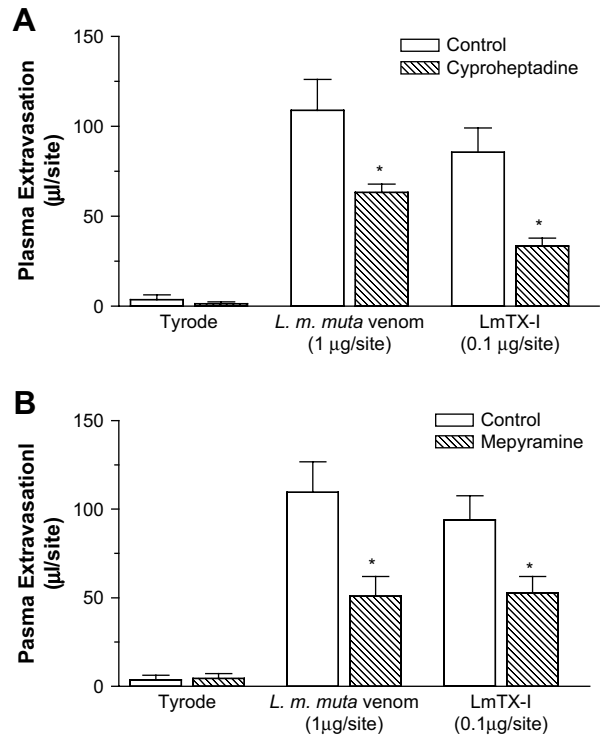 A
Plasma Extravasation
(µl/site)
150
100
50
0
Control
Cyproheptadine
*
*
Tyrode
L. m. muta venom
(1 µg/site)
LmTX-I
(0.1 µg/site)
B
Pasma Extravasationl
(µl/site)
150
100
50
0
Control
Mepyramine
*
*
Tyrode
L. m. muta venom
(1µg/site)
LmTX-I
(0.1µg/site)